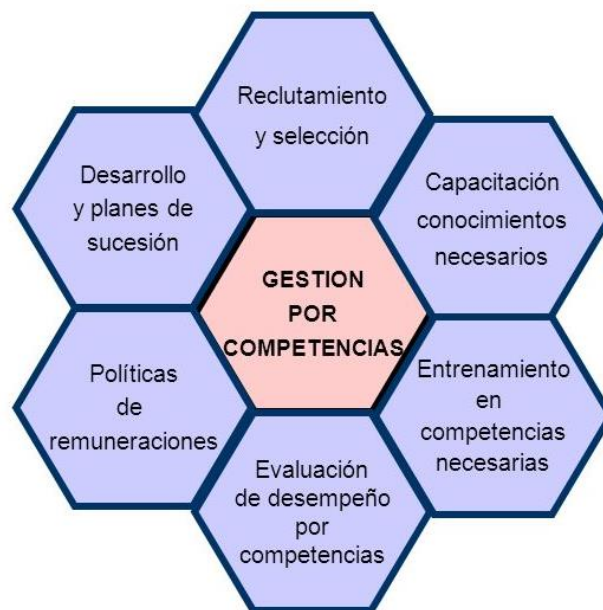 Reclutamiento
y selección
Desarrollo
y planes de
sucesión
Capacitación
conocimientos
necesarios
GESTION
POR
COMPETENCIAS
Políticas
de
remuneraciones
Entrenamiento
en
competencias
necesarias
Evaluación
de desempeño
por
competencias